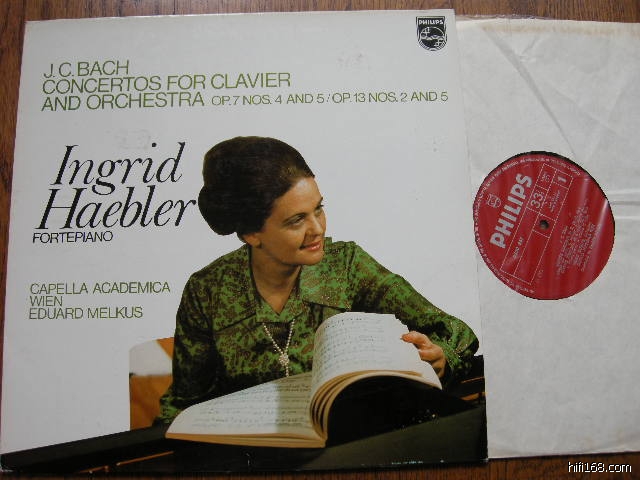 PHILIPS
J.C. BACH
CONCERTOS FOR CLAVIER
AND ORCHESTRA OP.7 NOS. 4 AND 5 / OP.13 NOS. 2 AND 5
Ingrid
Haebler
FORTEPIANO
CAPELLA ACADEMICA
WIEN
EDUARD MELKUS
PHILIPS
33
1
hifi168.com